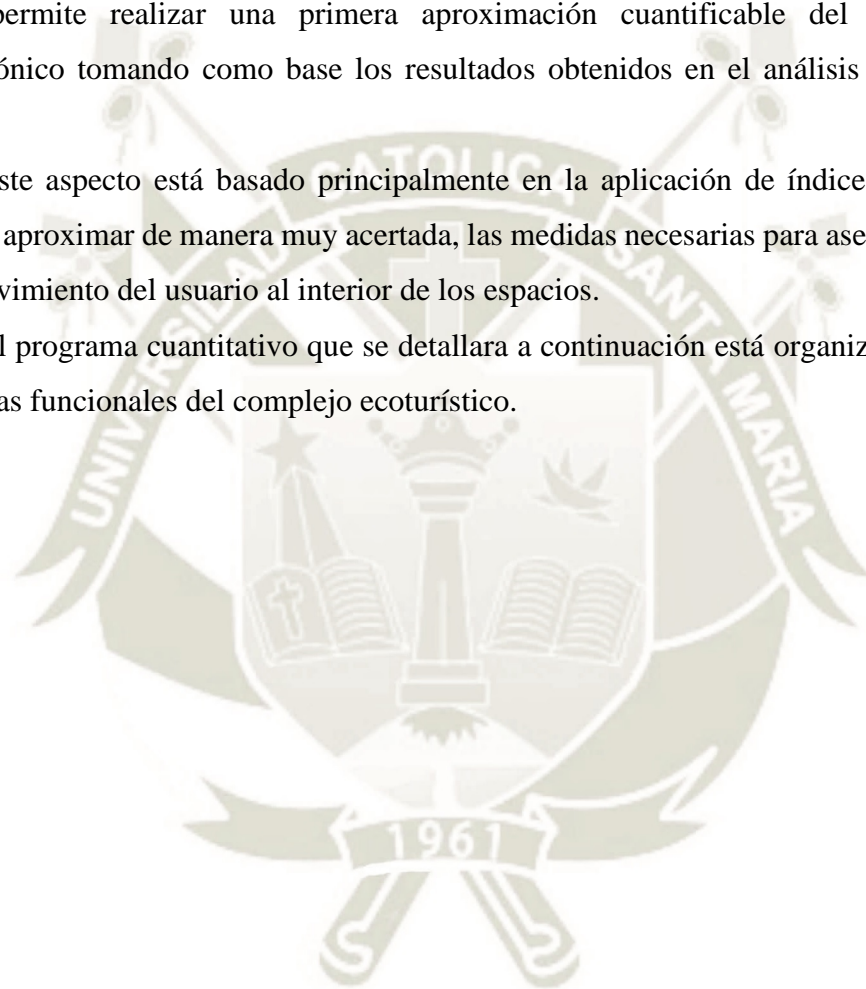 permite realizar una primera aproximación cuantificable del
ónico tomando como base los resultados obtenidos en el análisis
ste aspecto está basado principalmente en la aplicación de índice
aproximar de manera muy acertada, las medidas necesarias para ase
vimiento del usuario al interior de los espacios.
l programa cuantitativo que se detallara a continuación está organiz
as funcionales del complejo ecoturístico.
UNIVERSIDAD CATOLICA SANTA MARIA
1961